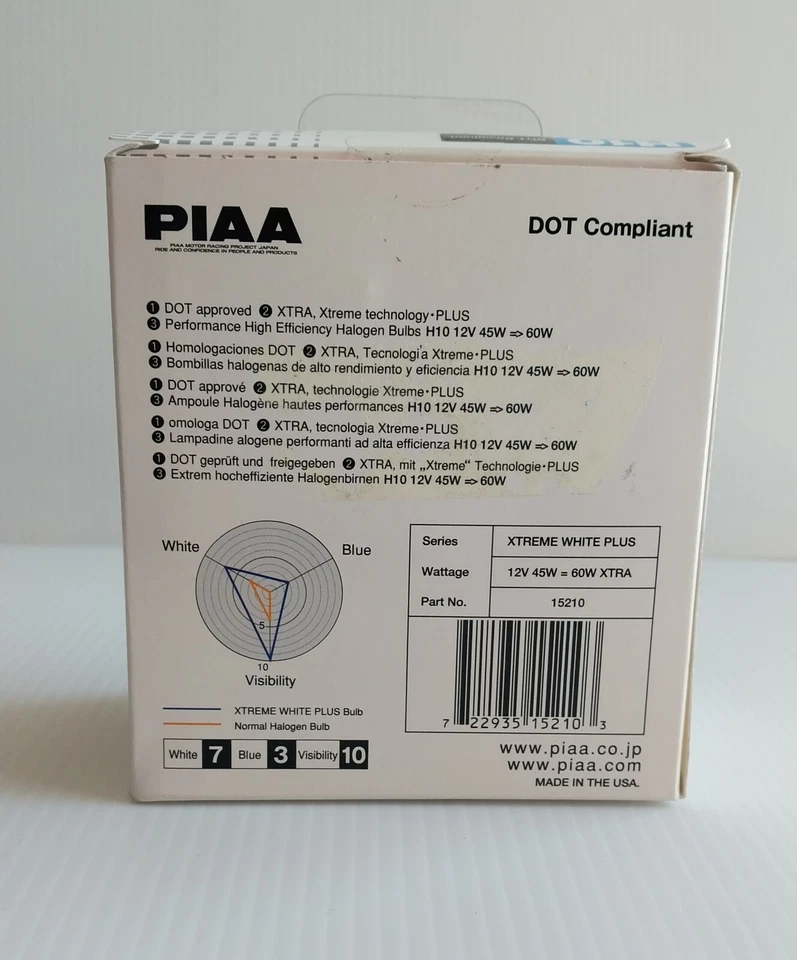 PIAA
PIAA MOTOR RACING PROJECT JAPAN
RIDE AND CONFIDENCE IN PEOPLE AND PRODUCTS
DOT Compliant
❶ DOT approved ❷ XTRA, Xtreme technology・PLUS
❸ Performance High Efficiency Halogen Bulbs H10 12V 45W => 60W
❶ Homologaciones DOT ❷ XTRA, Tecnologi'a Xtreme・PLUS
❸ Bombillas halogenas de alto rendimiento y eficiencia H10 12V 45W => 60W
❶ DOT approuvé ❷ XTRA, technologie Xtreme・PLUS
❸ Ampoule Halogène hautes performances H10 12V 45W => 60W
❶ omologa DOT ❷ XTRA, tecnologia Xtreme・PLUS
❸ Lampadine alogene performanti ad alta efficienza H10 12V 45W => 60W
❶ DOT geprüft und freigegeben ❷ XTRA, mit „Xtreme“ Technologie・PLUS
❸ Extrem hocheffiziente Halogenbirnen H10 12V 45W => 60W
White
Blue
5
10
Visibility
XTREME WHITE PLUS Bulb
Normal Halogen Bulb
White 7 Blue 3 Visibility 10
Series XTREME WHITE PLUS
Wattage 12V 45W = 60W XTRA
Part No. 15210
7 22935 15210 3
www.piaa.co.jp
www.piaa.com
MADE IN THE USA.